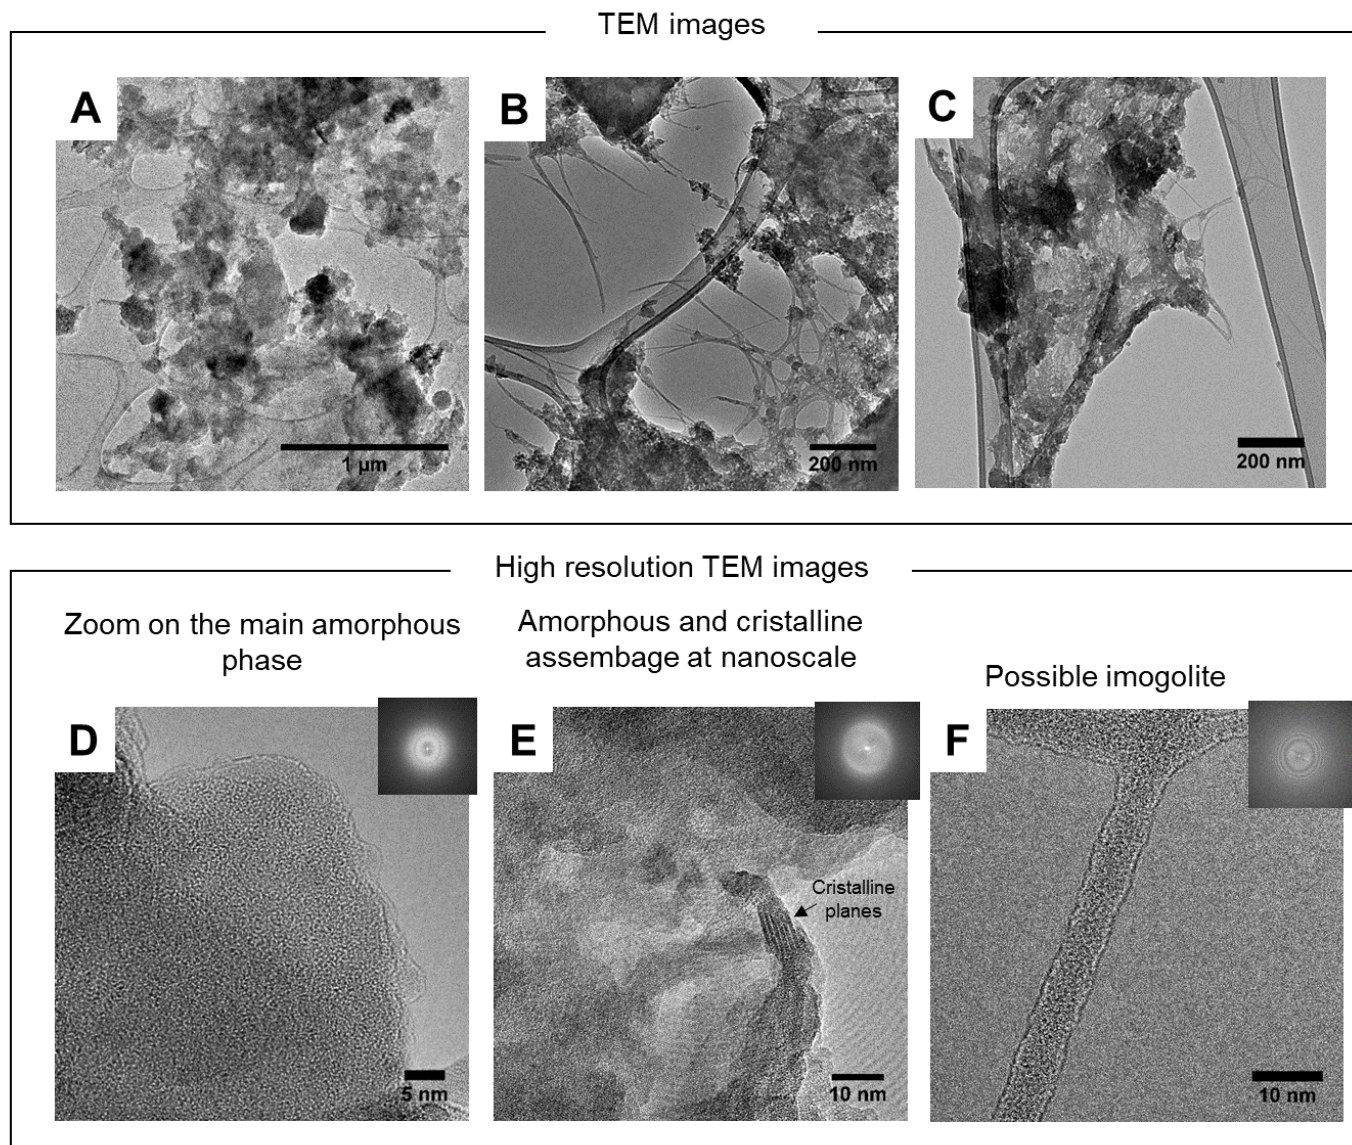 TEM images
A
B
C
1 µm
200 nm
200 nm
High resolution TEM images
Zoom on the main amorphous
phase
Amorphous and cristalline
assembage at nanoscale
Possible imogolite
D
E
F
Cristalline
planes
5 nm
10 nm
10 nm